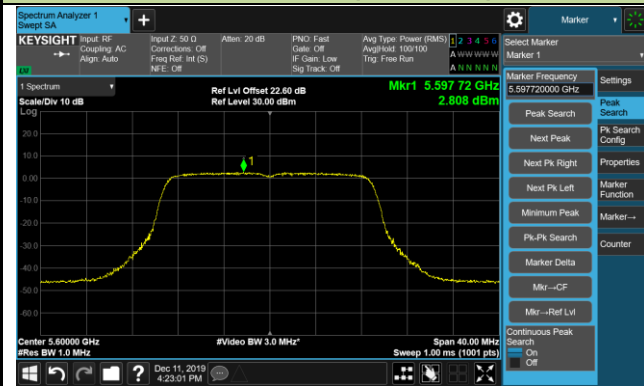 Spectrum Analyzer 1
Swept SA
Marker
KEYSIGHT
Input: RF
Coupling: AC
Align: Auto
Input Z: 50 Ω
Corrections: Off
Freq Ref: Int (S)
NFE: Off
Atten: 20 dB
PNO: Fast
Gate: Off
IF Gain: Low
Sig Track: Off
Avg Type: Power (RMS)
Avg|Hold: 100/100
Trig: Free Run
1 2 3 4 5 6
A W W W W W
A N N N N N
Select Marker
Marker 1
1 Spectrum
Scale/Div 10 dB
Log
Ref Lvl Offset 22.60 dB
Ref Level 30.00 dBm
Mkr1 5.597 72 GHz
2.808 dBm
20.0
10.0
0.00
-10.0
-20.0
-30.0
-40.0
-50.0
-60.0
1
Center 5.60000 GHz
#Res BW 1.0 MHz
#Video BW 3.0 MHz*
Span 40.00 MHz
Sweep 1.00 ms (1001 pts)
Marker Frequency
5.597720000 GHz
Peak Search
Next Peak
Next Pk Right
Next Pk Left
Minimum Peak
Pk-Pk Search
Marker Delta
Mkr→CF
Mkr→Ref Lvl
Continuous Peak
Search
On
Off
Settings
Peak
Search
Pk Search
Config
Properties
Marker
Function
Marker→
Counter
Dec 11, 2019
4:23:01 PM